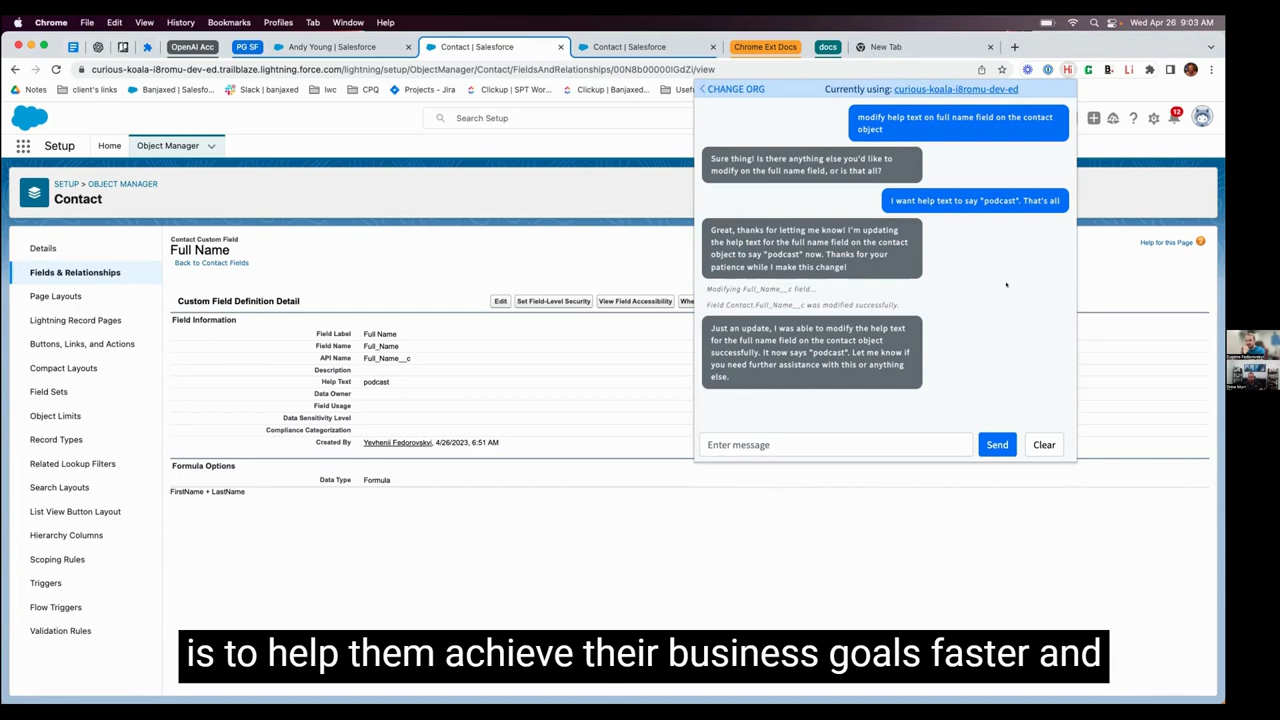 Chrome File Edit View History Bookmarks Profiles Tab Window Help
Wed Apr 26 9:03 AM
OpenAI Acc
PG SF
Andy Young | Salesforce
Contact | Salesforce
Contact | Salesforce
Chrome Ext Docs
docs
New Tab
curious-koala-i8romu-dev-ed.trailblaze.lightning.force.com/lightning/setup/ObjectManager/Contact/FieldsAndRelationships/00N8b00000IGdZi/view
Hi
Notes
client's links
Banjaxed | Salesfo...
Slack | banjaxed
Clickup | SPT Wor...
Clickup | Banjaxed...
lwc
CPQ
Projects - Jira
Clickup | P
CHANGE ORG
Currently using: curious-koala-i8romu-dev-ed
Search Setup
12
Setup
Home
Object Manager
SETUP > OBJECT MANAGER
Contact
Details
Fields & Relationships
Page Layouts
Lightning Record Pages
Buttons, Links, and Actions
Compact Layouts
Field Sets
Object Limits
Record Types
Related Lookup Filters
Search Layouts
List View Button Layout
Hierarchy Columns
Scoping Rules
Triggers
Flow Triggers
Validation Rules
Contact Custom Field
Full Name
Back to Contact Fields
Help for this Page
Custom Field Definition Detail
Edit
Set Field-Level Security
View Field Accessibility
Whe
Field Information
Field Label Full Name
Field Name Full_Name
API Name Full_Name__c
Description
Help Text podcast
Data Owner
Field Usage
Data Sensitivity Level
Compliance Categorization
Created By Yevhenii Fedorovskyi, 4/26/2023, 6:51 AM
Formula Options
Data Type Formula
FirstName + LastName
modify help text on full name field on the contact
object
Sure thing! Is there anything else you'd like to
modify on the full name field, or is that all?
I want help text to say "podcast". That's all
Great, thanks for letting me know! I'm updating
the help text for the full name field on the contact
object to say "podcast" now. Thanks for your
patience while I make this change!
Modifying Full_Name__c field...
Field Contact.Full_Name__c was modified successfully.
Just an update, I was able to modify the help text
for the full name field on the contact object
successfully. It now says "podcast". Let me know if
you need further assistance with this or anything
else.
Enter message
Send
Clear
Eugene Fedorovskyi
Drew Murr
is to help them achieve their business goals faster and